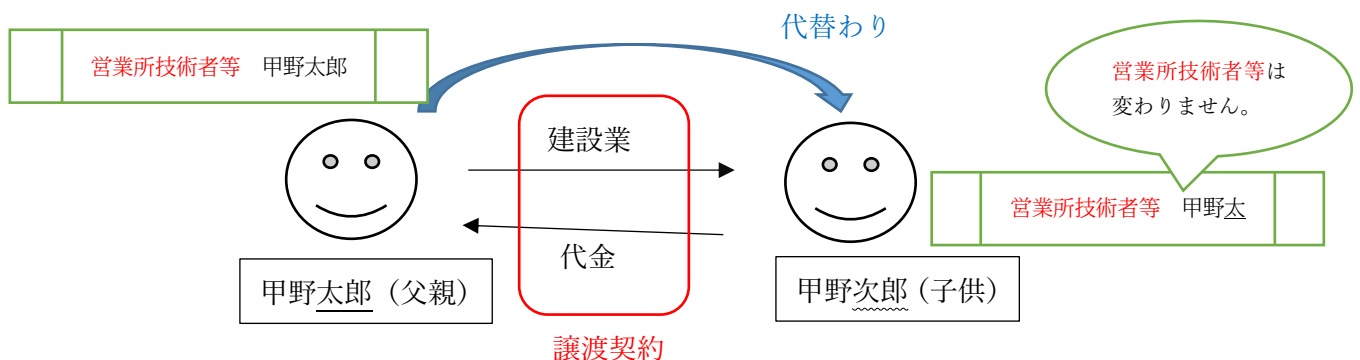 代替わり
営業所技術者等 甲野太郎
営業所技術者等は
変わりません。
建設業
営業所技術者等 甲野太
代金
甲野太郎（父親）
甲野次郎（子供）
譲渡契約